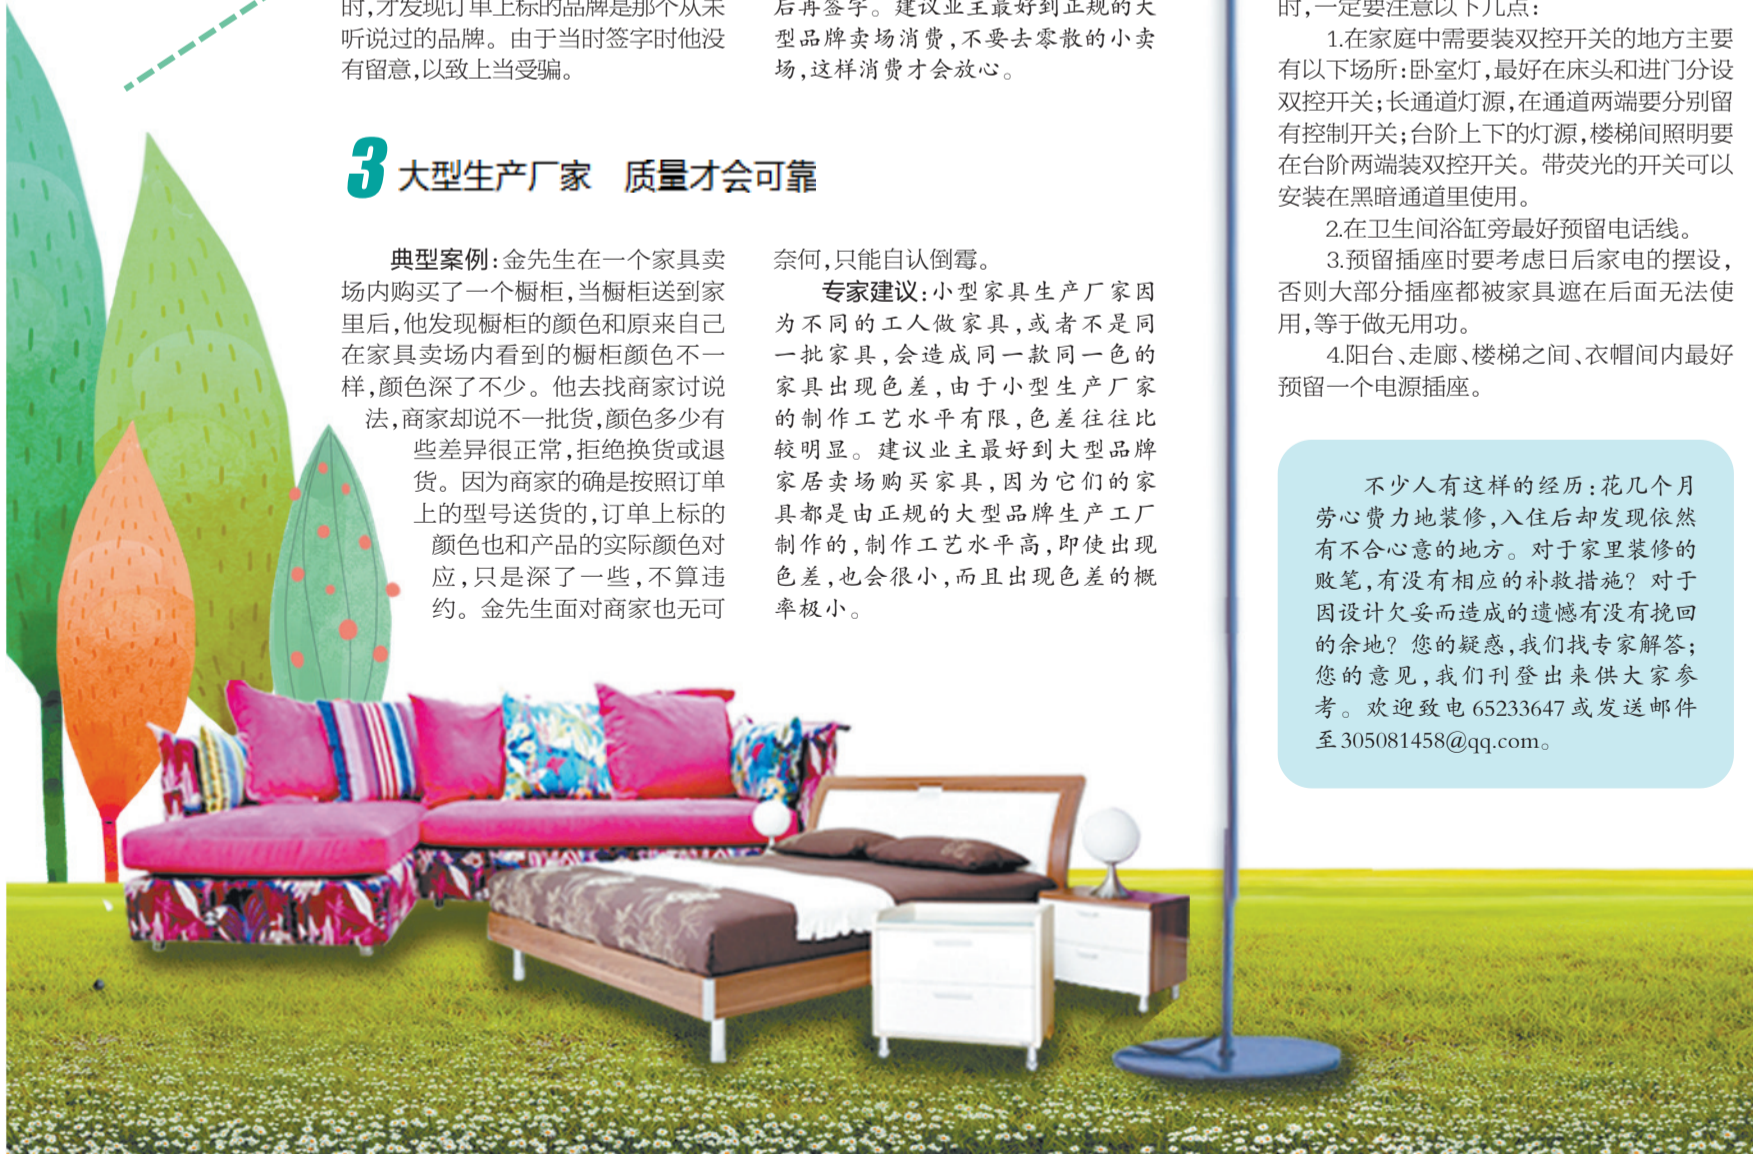 时,才发现订单上标的品牌是那个从未
听说过的品牌。由于当时签字时他没
有留意,以致上当受骗。
后再签字。建议业主最好到正规的大
型品牌卖场消费,不要去零散的小卖
场,这样消费才会放心。
3 大型生产厂家 质量才会可靠
典型案例:金先生在一个家具卖
场内购买了一个橱柜,当橱柜送到家
里后,他发现橱柜的颜色和原来自己
在家具卖场内看到的橱柜颜色不一
样,颜色深了不少。他去找商家讨说
法,商家却说不一批货,颜色多少有
些差异很正常,拒绝换货或退
货。因为商家的确是按照订单
上的型号送货的,订单上标的
颜色也和产品的实际颜色对
应,只是深了一些,不算违
约。金先生面对商家也无可
奈何,只能自认倒霉。
专家建议:小型家具生产厂家因
为不同的工人做家具,或者不是同
一批家具,会造成同一款同一色的
家具出现色差,由于小型生产厂家
的制作工艺水平有限,色差往往比
较明显。建议业主最好到大型品牌
家居卖场购买家具,因为它们的家
具都是由正规的大型品牌生产工厂
制作的,制作工艺水平高,即使出现
色差,也会很小,而且出现色差的概
率极小。
时,一定要注意以下几点:
1.在家庭中需要装双控开关的地方主要
有以下场所:卧室灯,最好在床头和进门分设
双控开关;长通道灯源,在通道两端要分别留
有控制开关;台阶上下的灯源,楼梯间照明要
在台阶两端装双控开关。带荧光的开关可以
安装在黑暗通道里使用。
2.在卫生间浴缸旁最好预留电话线。
3.预留插座时要考虑日后家电的摆设,
否则大部分插座都被家具遮在后面无法使
用,等于做无用功。
4.阳台、走廊、楼梯之间、衣帽间内最好
预留一个电源插座。
不少人有这样的经历:花几个月
劳心费力地装修,入住后却发现依然
有不合心意的地方。对于家里装修的
败笔,有没有相应的补救措施?对于
因设计欠妥而造成的遗憾有没有挽回
的余地?您的疑惑,我们找专家解答;
您的意见,我们刊登出来供大家参
考。欢迎致电65233647或发送邮件
至305081458@qq.com。